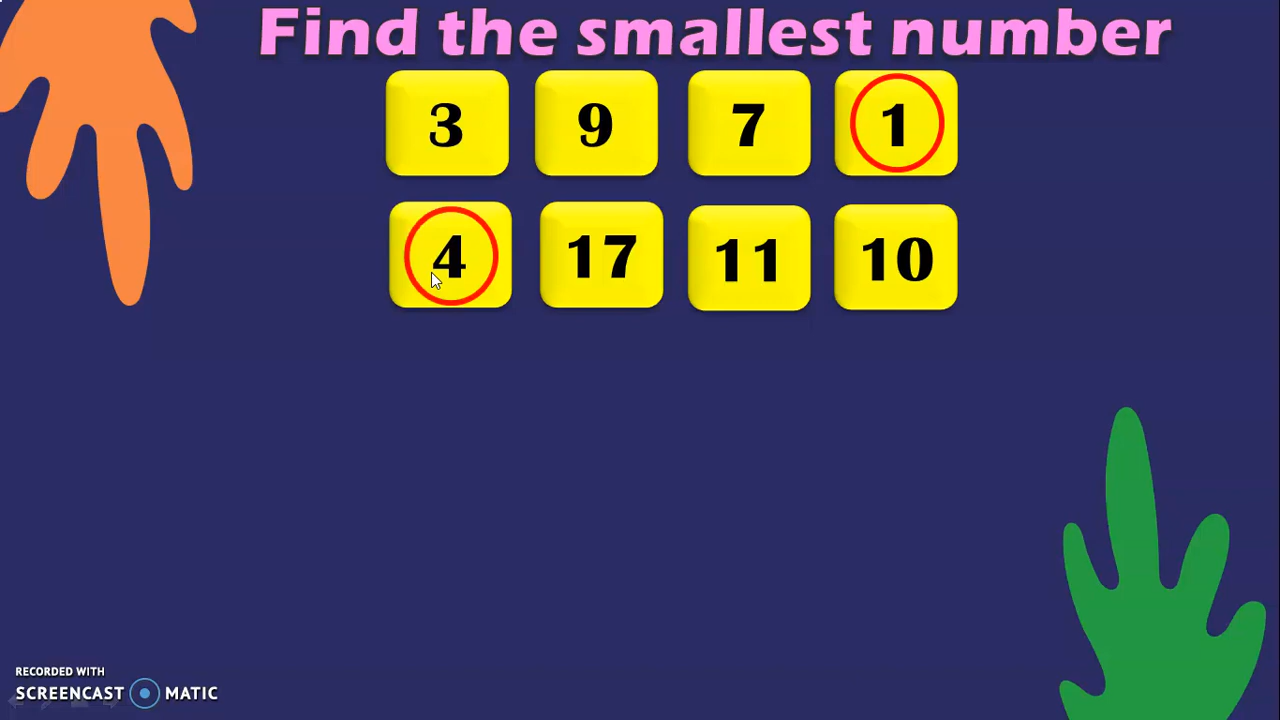 Find the smallest number
3 9 7 1
4 17 11 10
RECORDED WITH
SCREENCAST MATIC